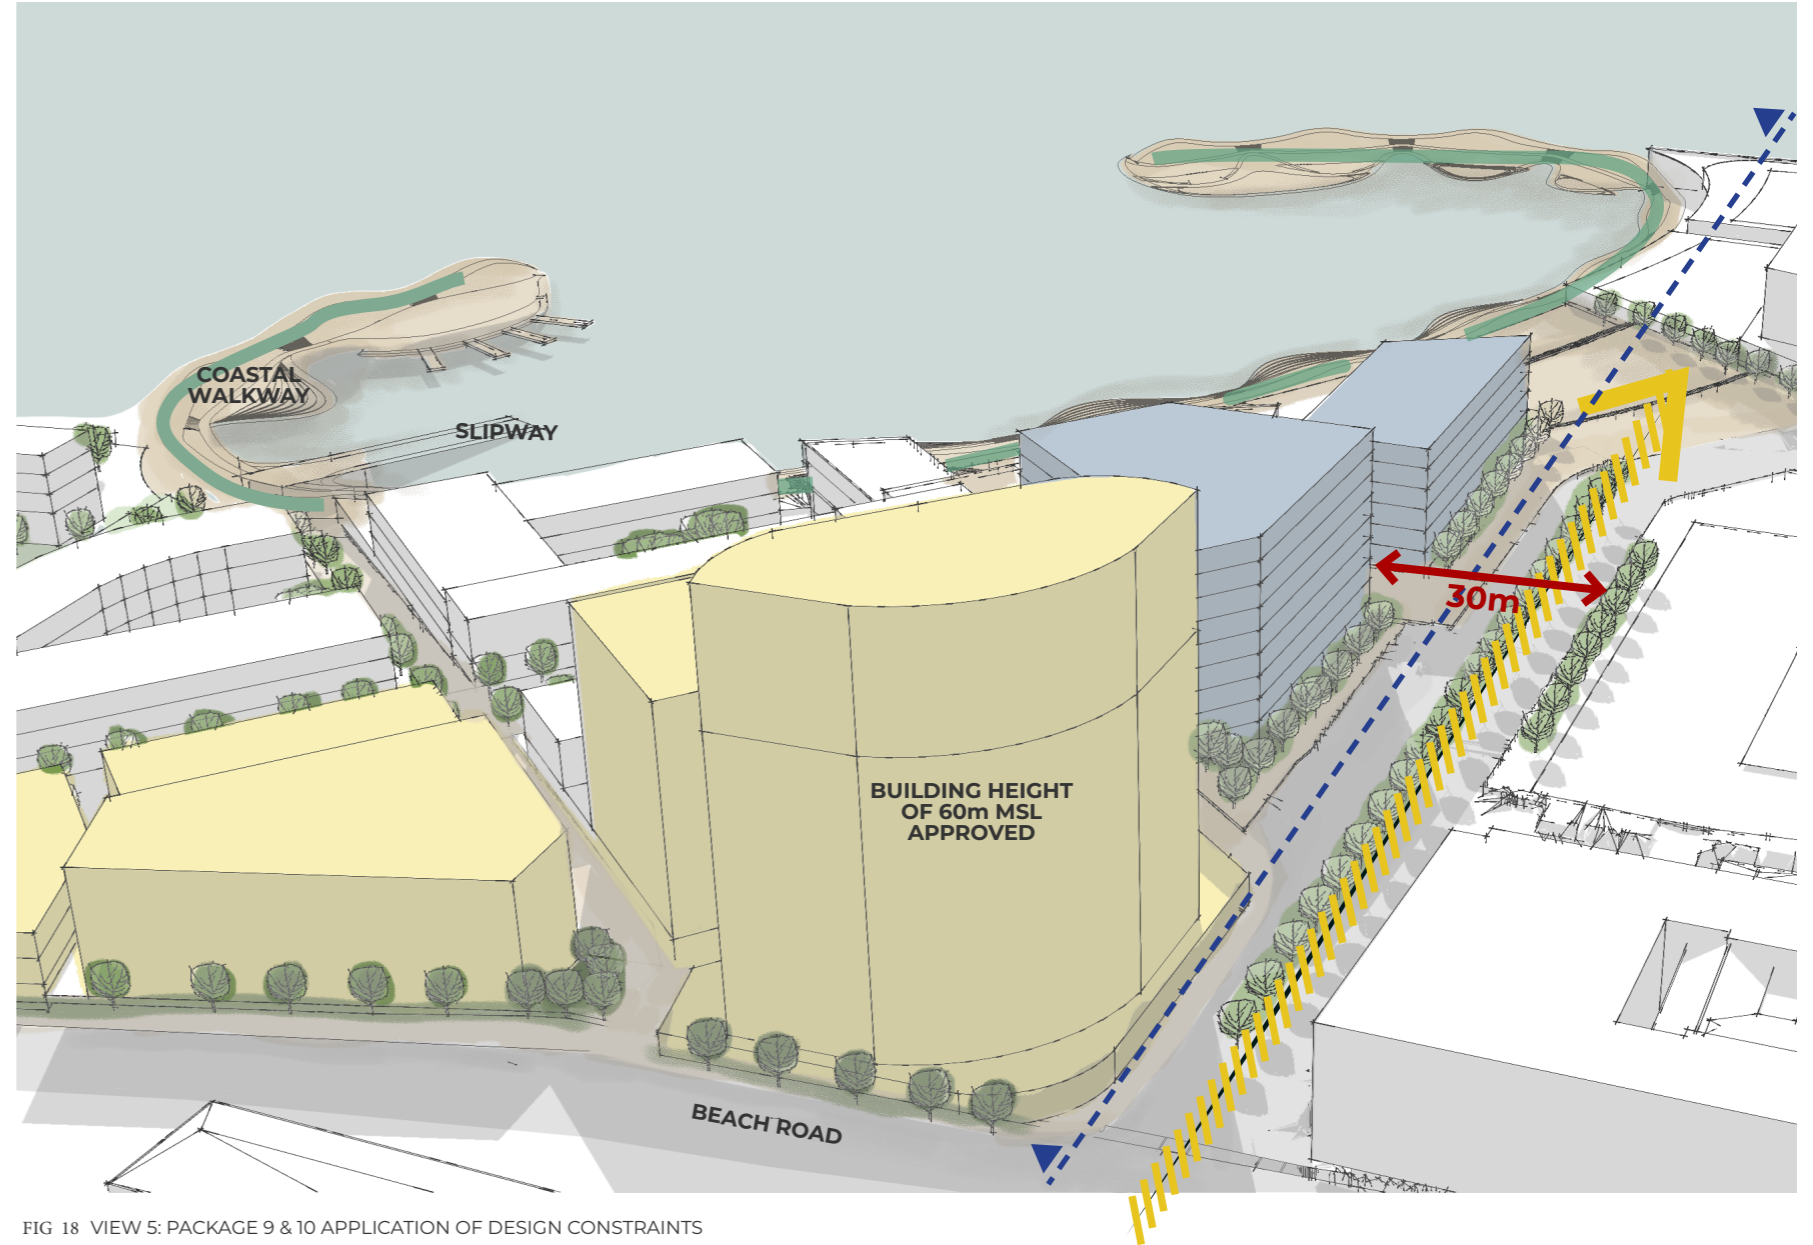 COASTAL
WALKWAY
SLIPWAY
30m
BUILDING HEIGHT
OF 60m MSL
APPROVED
BEACH ROAD
FIG 18 VIEW 5: PACKAGE 9 & 10 APPLICATION OF DESIGN CONSTRAINTS